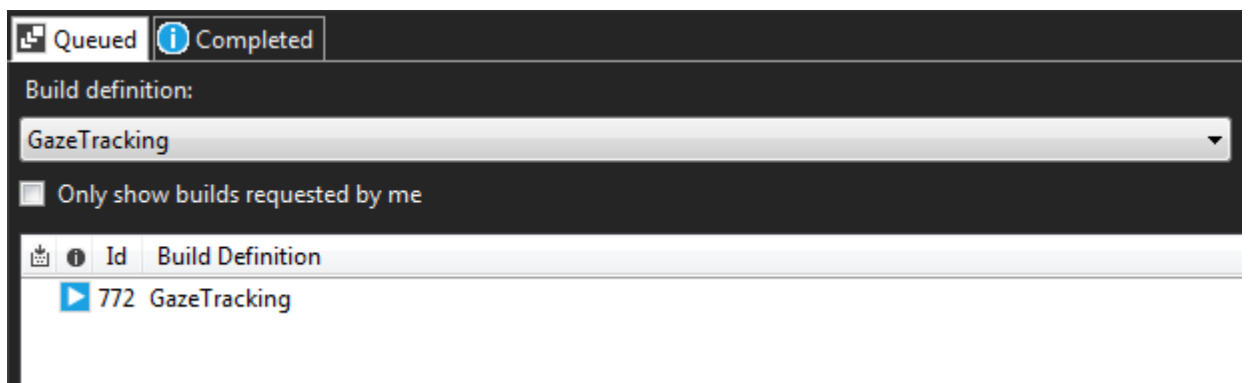 Queued Completed
Build definition:
GazeTracking
Only show builds requested by me
Id Build Definition
772 GazeTracking